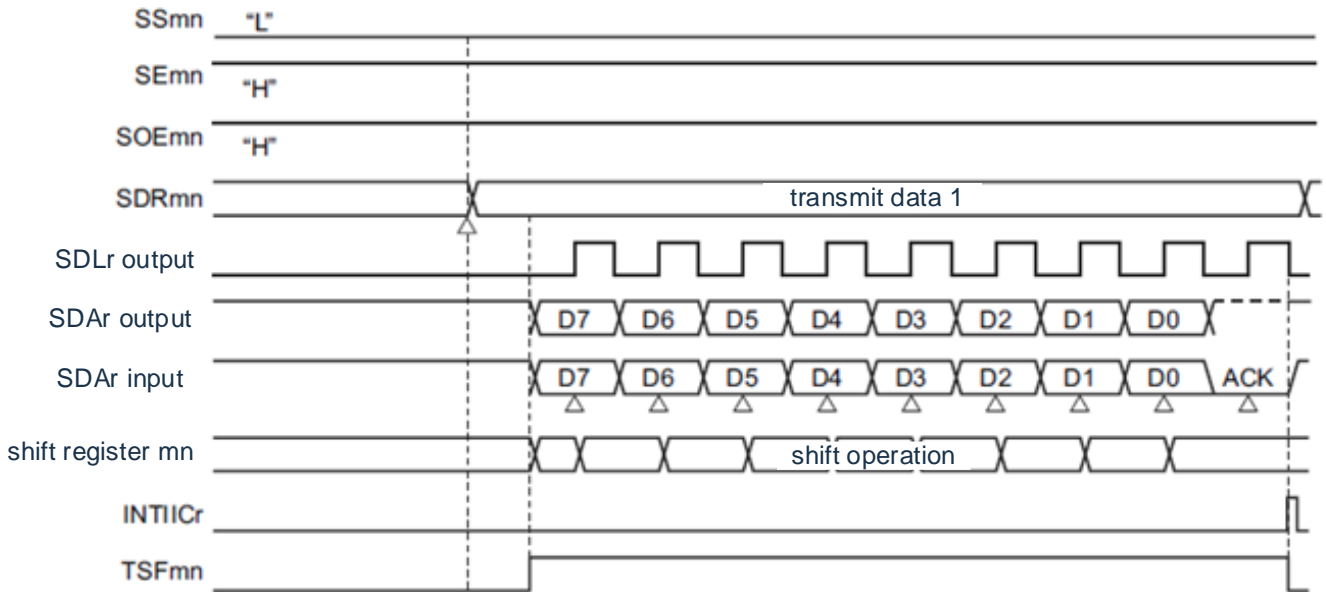 SSmn "L"
SEmn "H"
SOEmn "H"
SDRmn transmit data 1
SDLr output
SDAr output D7 D6 D5 D4 D3 D2 D1 D0
SDAr input D7 D6 D5 D4 D3 D2 D1 D0 ACK
shift register mn shift operation
INTIICr
TSFmn